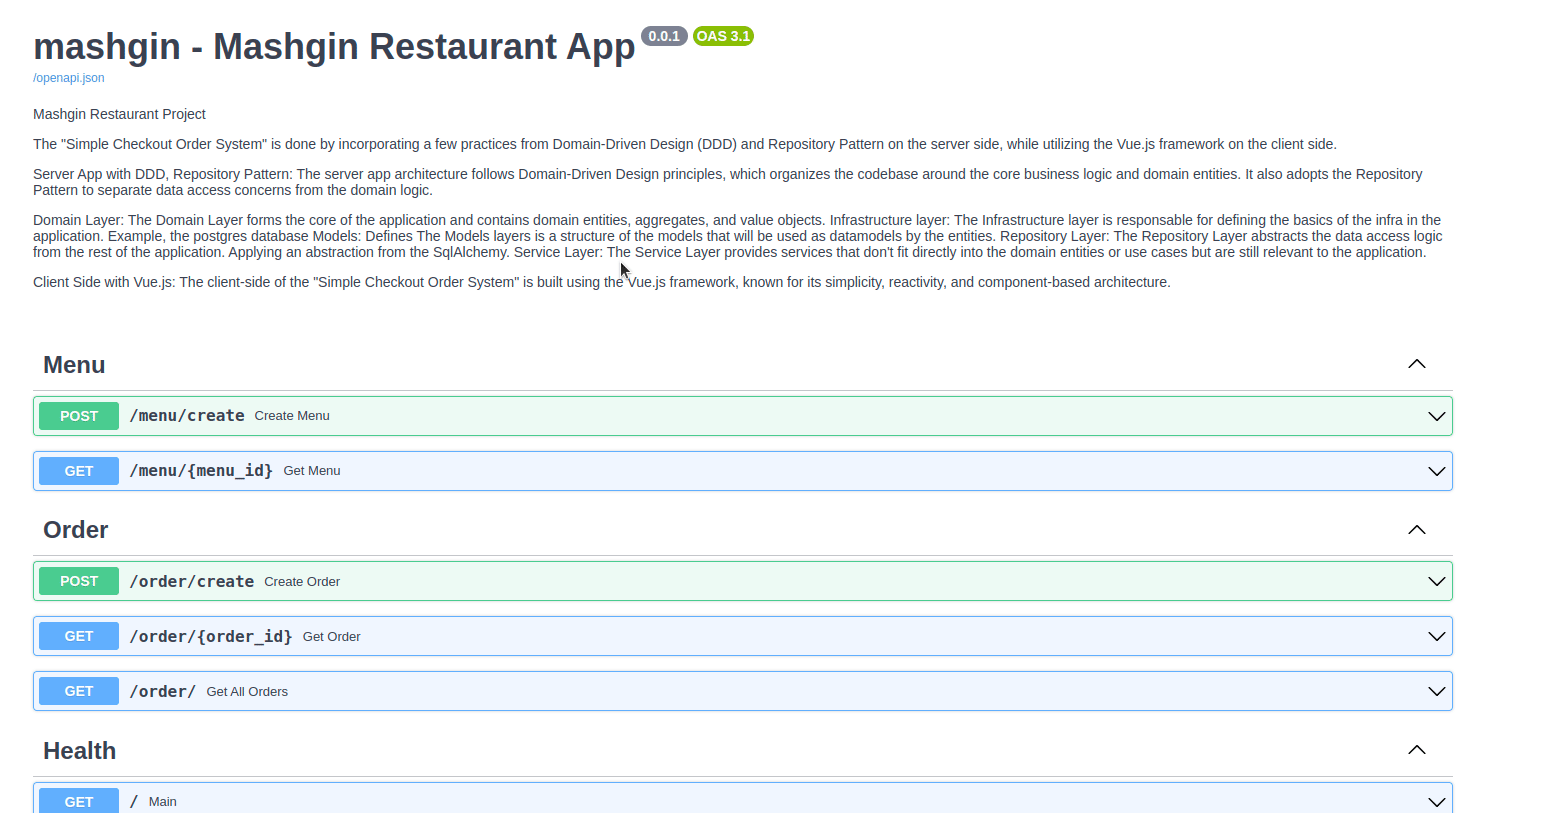 mashgin - Mashgin Restaurant App 0.0.1 OAS 3.1
/openapi.json
Mashgin Restaurant Project
The "Simple Checkout Order System" is done by incorporating a few practices from Domain-Driven Design (DDD) and Repository Pattern on the server side, while utilizing the Vue.js framework on the client side.
Server App with DDD, Repository Pattern: The server app architecture follows Domain-Driven Design principles, which organizes the codebase around the core business logic and domain entities. It also adopts the Repository
Pattern to separate data access concerns from the domain logic.
Domain Layer: The Domain Layer forms the core of the application and contains domain entities, aggregates, and value objects. Infrastructure layer: The Infrastructure layer is responsable for defining the basics of the infra in the
application. Example, the postgres database Models: Defines The Models layers is a structure of the models that will be used as datamodels by the entities. Repository Layer: The Repository Layer abstracts the data access logic
from the rest of the application. Applying an abstraction from the SqlAlchemy. Service Layer: The Service Layer provides services that don't fit directly into the domain entities or use cases but are still relevant to the application.
Client Side with Vue.js: The client-side of the "Simple Checkout Order System" is built using the Vue.js framework, known for its simplicity, reactivity, and component-based architecture.
Menu
POST /menu/create Create Menu
GET /menu/{menu_id} Get Menu
Order
POST /order/create Create Order
GET /order/{order_id} Get Order
GET /order/ Get All Orders
Health
GET / Main